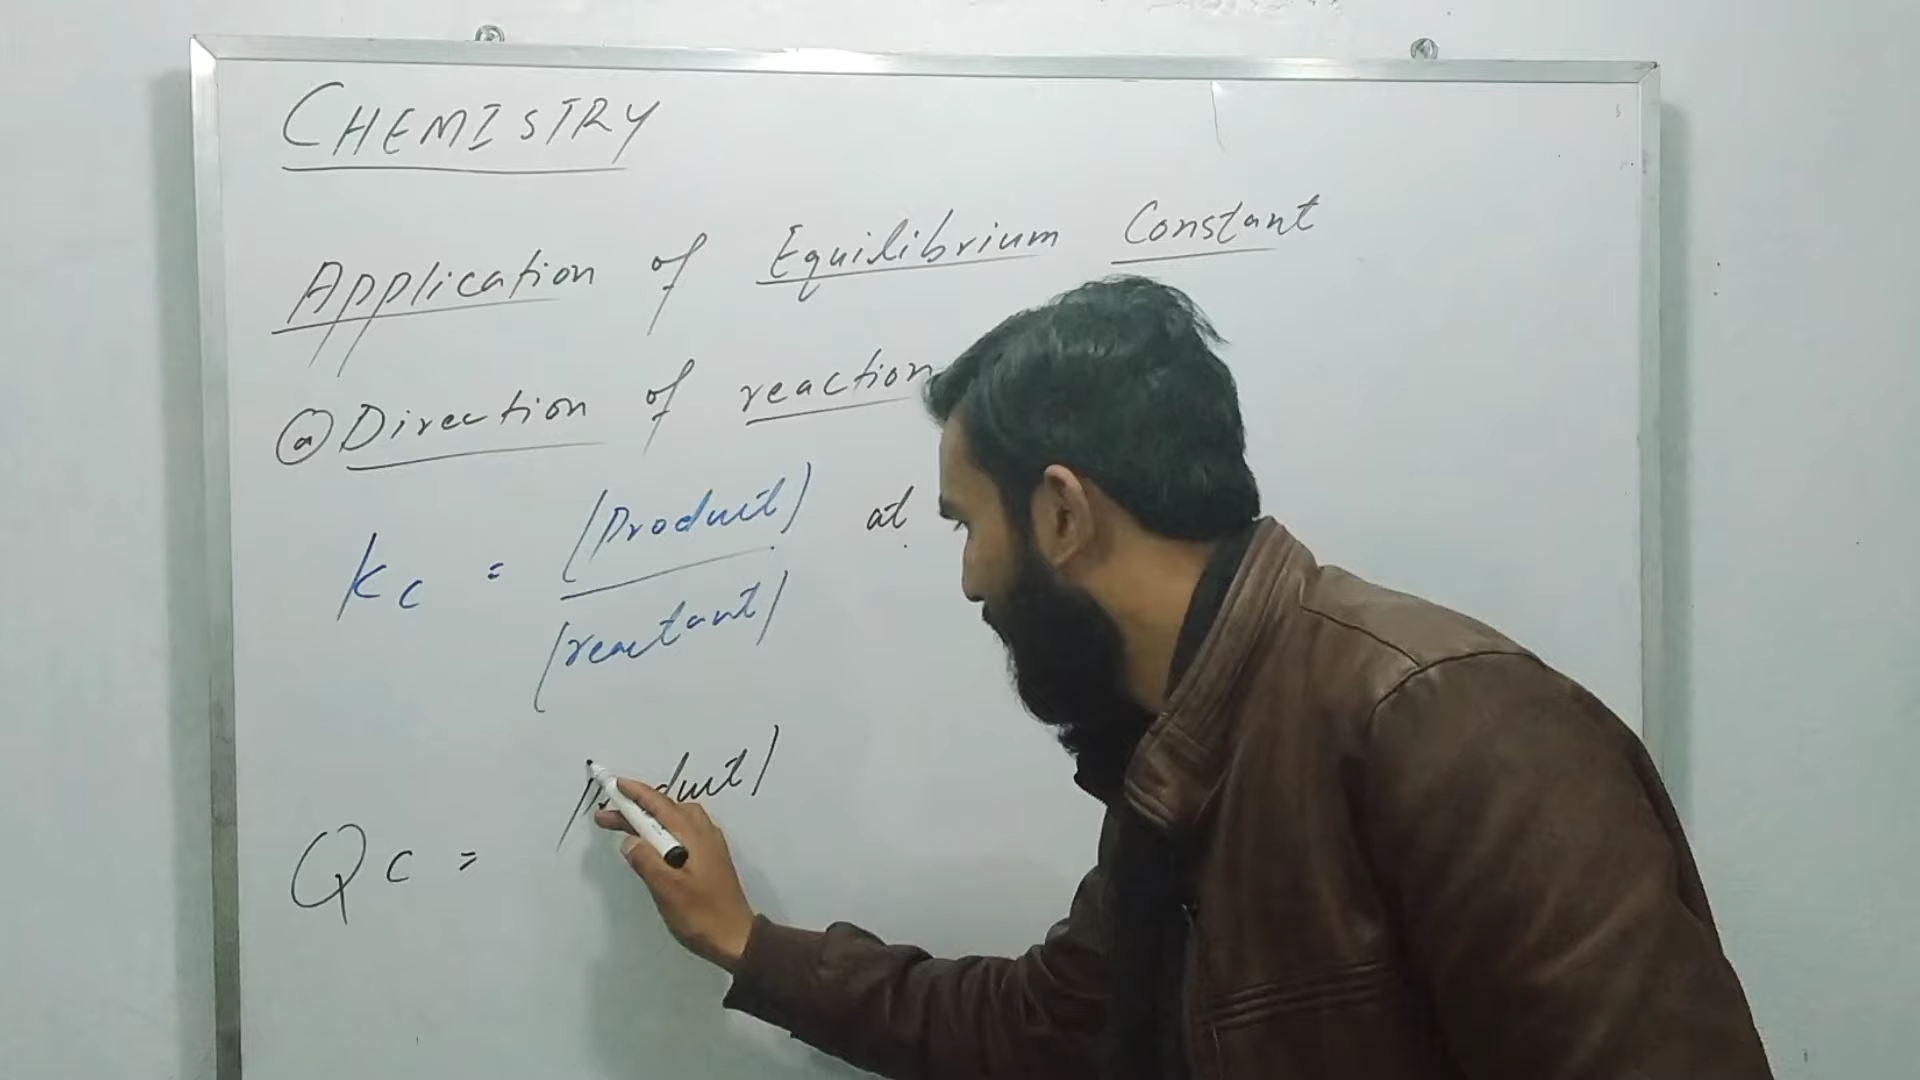 CHEMISTRY
Application of Equilibrium Constant
(a) Direction of reaction
Kc = [Product] at
[reactant]
Qc =